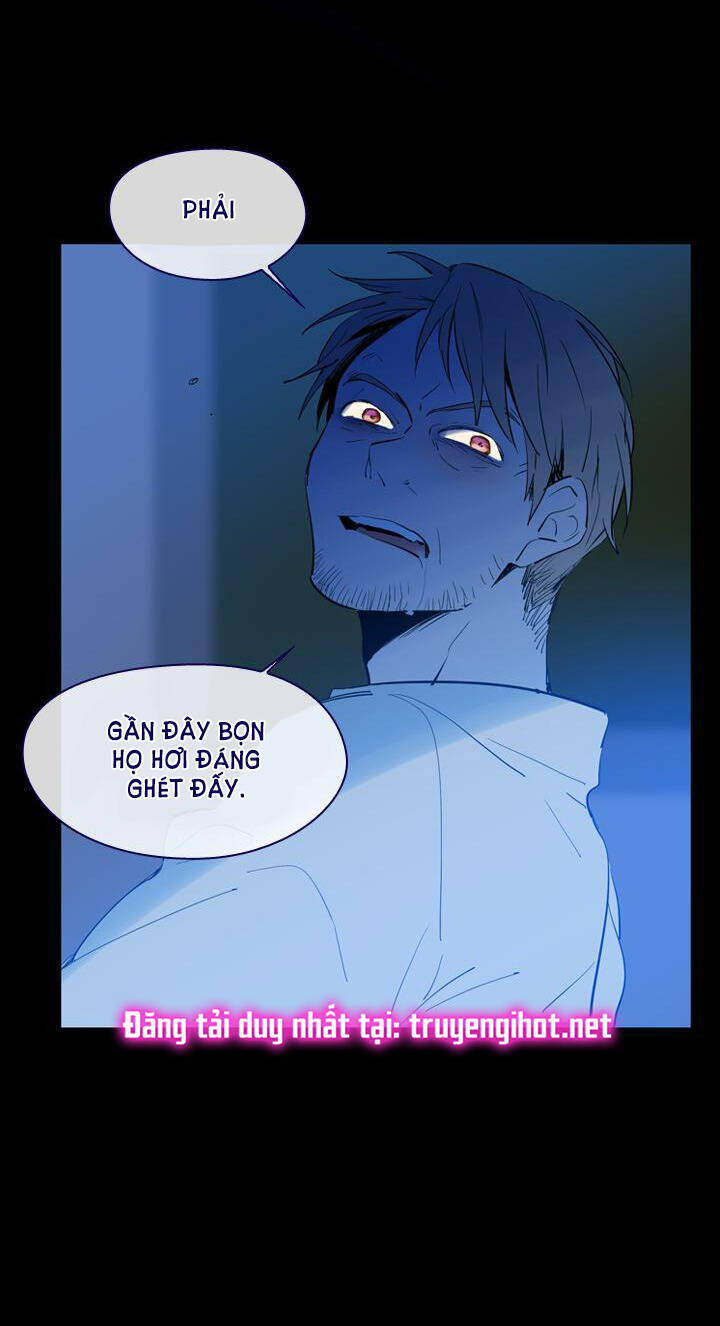 PHẢI
GẦN ĐÂY BỌN
HỌ HƠI ĐÁNG
GHÉT ĐẤY.
Đăng tải duy nhất tại: truyengihot.net